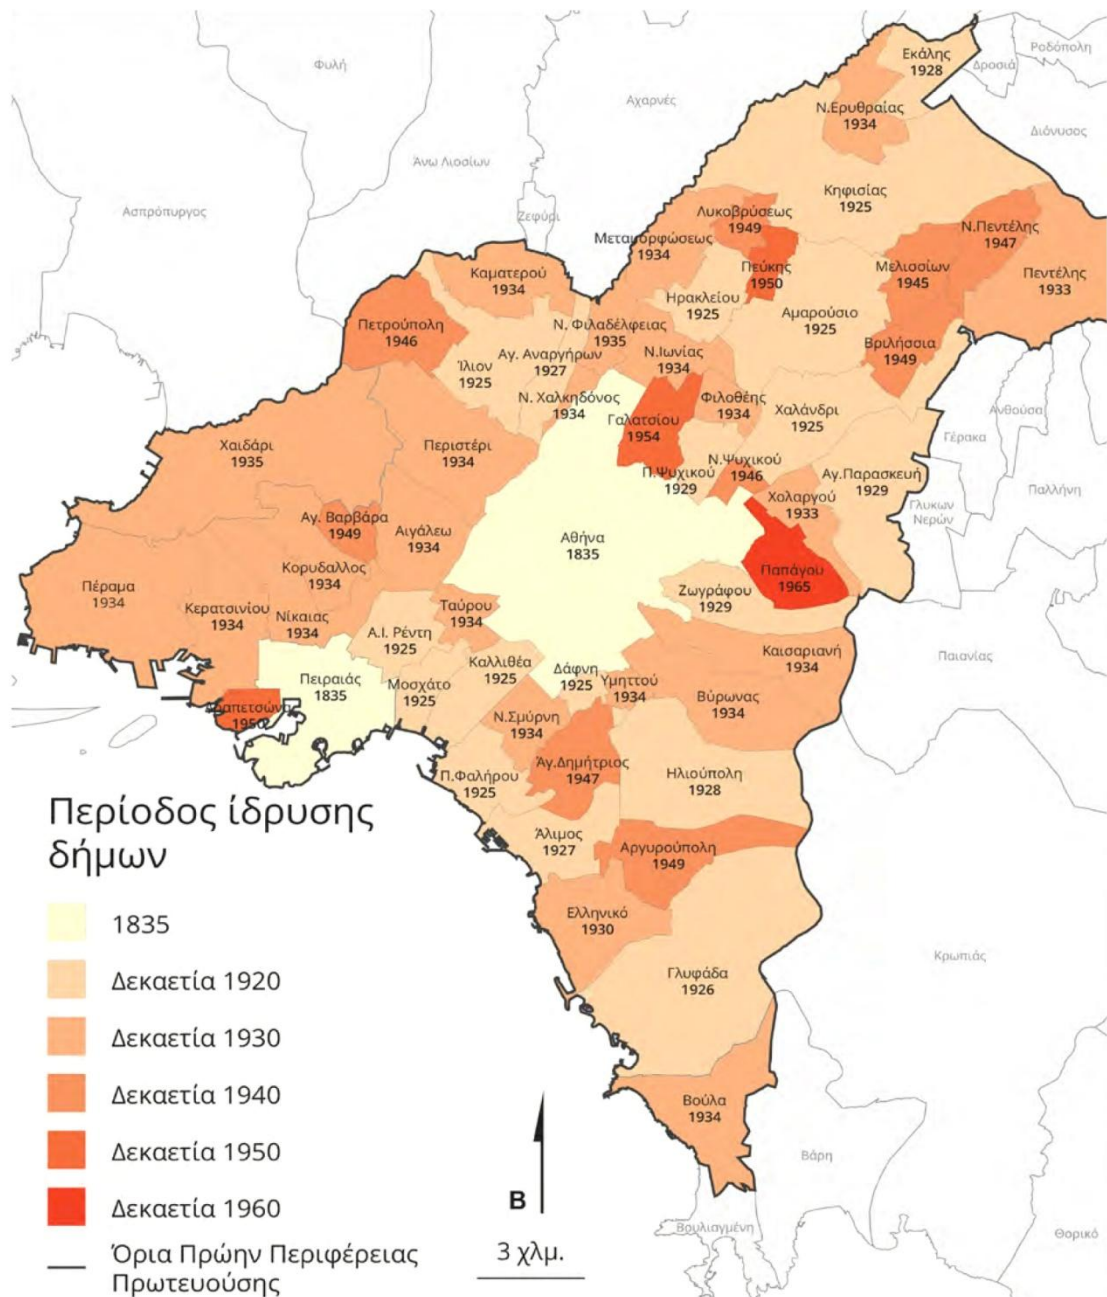 Εκάλης
1928
Ροδόπολη
Δροσιά
Φυλή
Αχαρνές
Ν.Ερυθραίας
1934
Διόνυσος
Άνω Λιοσίων
Ασπρόπυργος
Ζεφύρι
Κηφισίας
1925
Λυκοβρύσεως
1949
Ν.Πεντέλης
1947
Μεταμορφώσεως
1934
Πεύκης
1950
Μελισσίων
1945
Πεντέλης
1933
Καματερού
1934
Ηρακλείου
1925
Αμαρούσιο
1925
Πετρούπολη
1946
Ν. Φιλαδέλφειας
1935
Βριλήσσια
1949
Αγ. Αναργήρων
1927
Ν.Ιωνίας
1934
Ίλιον
1925
Ν. Χαλκηδόνος
1934
Φιλοθέης
1934
Χαλάνδρι
1925
Ανθούσα
Γαλατσίου
1954
Γέρακα
Χαιδάρι
1935
Περιστέρι
1934
Ν.Ψυχικού
1946
Π.Ψυχικού
1929
Αγ.Παρασκευή
1929
Παλλήνη
Χολαργού
1933
Γλυκων
Νερών
Αγ. Βαρβάρα
1949
Αιγάλεω
1934
Αθήνα
1835
Κορυδαλλος
1934
Παπάγου
1965
Πέραμα
1934
Ζωγράφου
1929
Κερατσινίου
1934
Νίκαιας
1934
Ταύρου
1934
Α.Ι. Ρέντη
1925
Καισαριανή
1934
Παιανίας
Καλλιθέα
1925
Δάφνη
1925
Υμηττού
1934
Πειραιάς
1835
Μοσχάτο
1925
Βύρωνας
1934
1950
Ν.Σμύρνη
1934
Άγ.Δημήτριος
1947
Ηλιούπολη
1928
Π.Φαλήρου
1925
Άλιμος
1927
Αργυρούπολη
1949
Ελληνικό
1930
Κρωπιάς
Γλυφάδα
1926
Βούλα
1934
Βάρη
Βουλιαγμένη
Θορικό
Περίοδος ίδρυσης
δήμων
1835
Δεκαετία 1920
Δεκαετία 1930
Δεκαετία 1940
Δεκαετία 1950
Δεκαετία 1960
Όρια Πρώην Περιφέρειας
Πρωτευούσης
Β
3 χλμ.